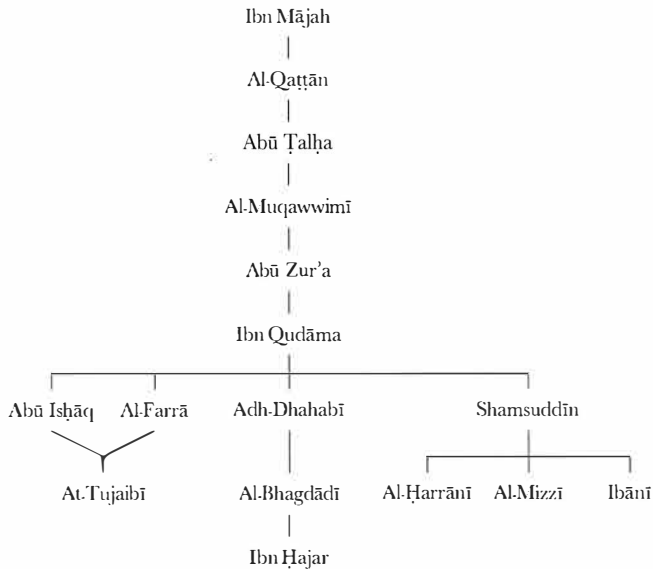 Ibn Mājah
Al-Qaṭṭān
Abū Ṭalḥa
Al-Muqawwimī
Abū Zur'a
Ibn Qudāma
Abū Isḥāq Al-Farrā Adh-Dhahabī Shamsuddīn
At-Tujaibī Al-Bhagdādī Al-Ḥarrānī Al-Mizzī Ibānī
Ibn Ḥajar